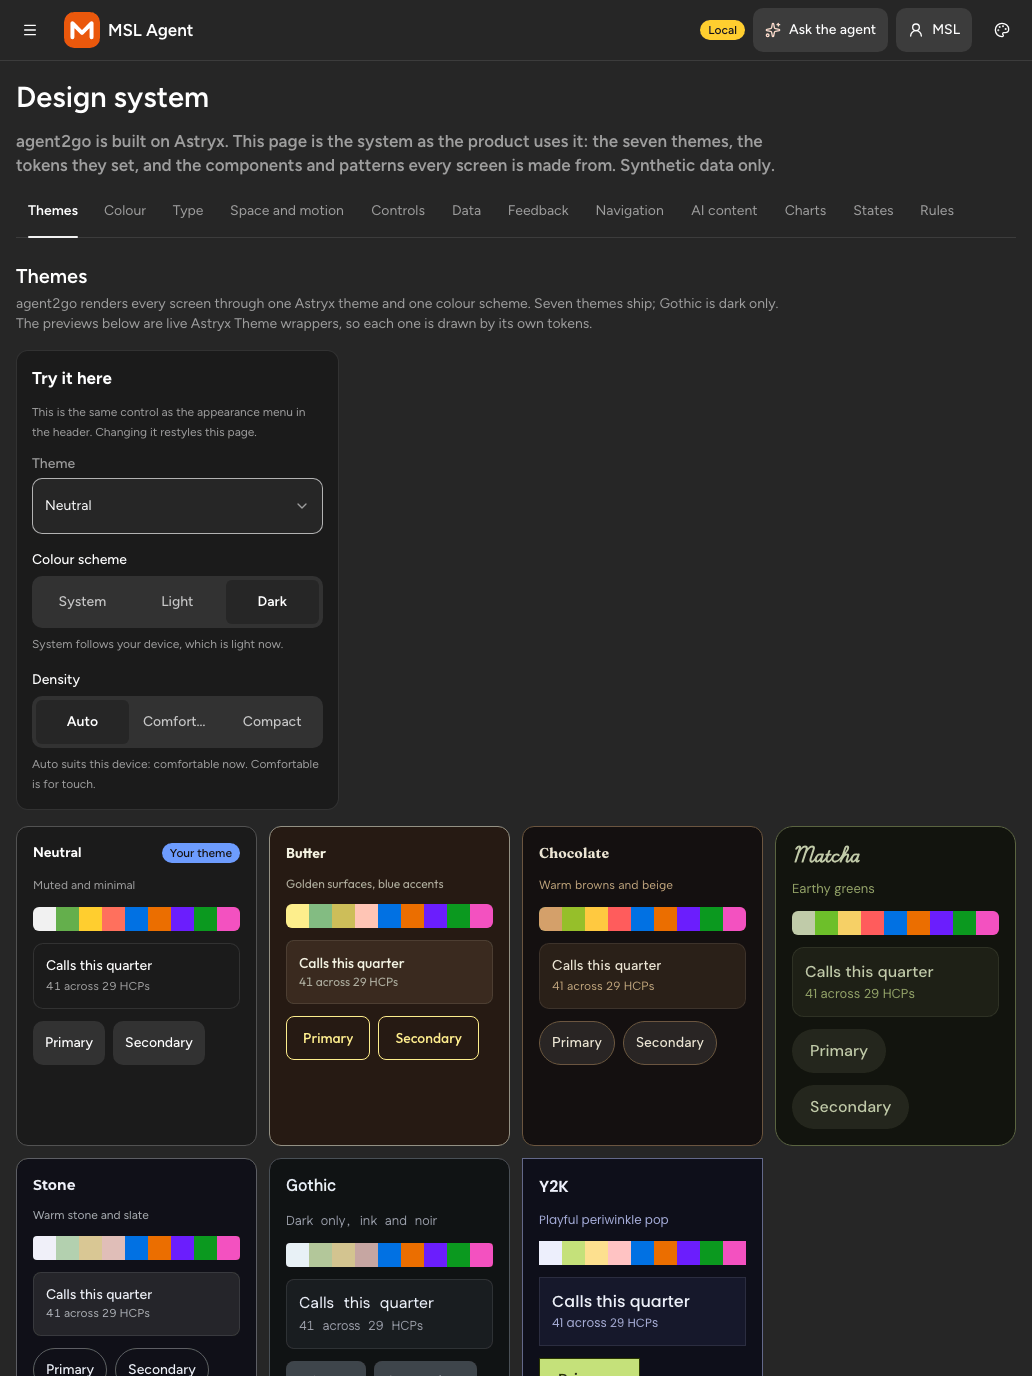 MSL Agent
Local
Ask the agent
MSL
Design system
agent2go is built on Astryx. This page is the system as the product uses it: the seven themes, the
tokens they set, and the components and patterns every screen is made from. Synthetic data only.
Themes
Colour
Type
Space and motion
Controls
Data
Feedback
Navigation
AI content
Charts
States
Rules
Themes
agent2go renders every screen through one Astryx theme and one colour scheme. Seven themes ship; Gothic is dark only.
The previews below are live Astryx Theme wrappers, so each one is drawn by its own tokens.
Try it here
This is the same control as the appearance menu in
the header. Changing it restyles this page.
Theme
Neutral
Colour scheme
System
Light
Dark
System follows your device, which is light now.
Density
Auto
Comfort...
Compact
Auto suits this device: comfortable now. Comfortable
is for touch.
Neutral
Your theme
Muted and minimal
Calls this quarter
41 across 29 HCPs
Primary
Secondary
Butter
Golden surfaces, blue accents
Calls this quarter
41 across 29 HCPs
Primary
Secondary
Chocolate
Warm browns and beige
Calls this quarter
41 across 29 HCPs
Primary
Secondary
Matcha
Earthy greens
Calls this quarter
41 across 29 HCPs
Primary
Secondary
Stone
Warm stone and slate
Calls this quarter
41 across 29 HCPs
Primary
Secondary
Gothic
Dark only, ink and noir
Calls this quarter
41 across 29 HCPs
Y2K
Playful periwinkle pop
Calls this quarter
41 across 29 HCPs